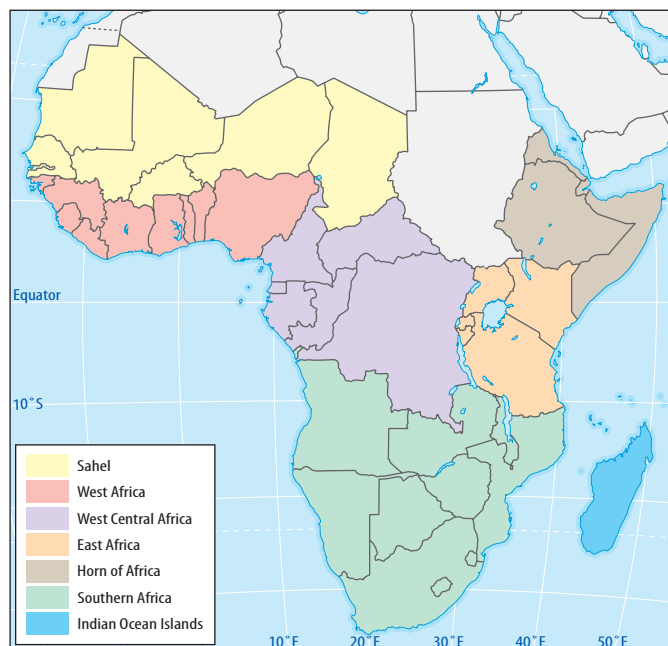 Equator
10°S
Sahel
West Africa
West Central Africa
East Africa
Horn of Africa
Southern Africa
Indian Ocean Islands
10°E
20°E
30°E
40°E
50°E